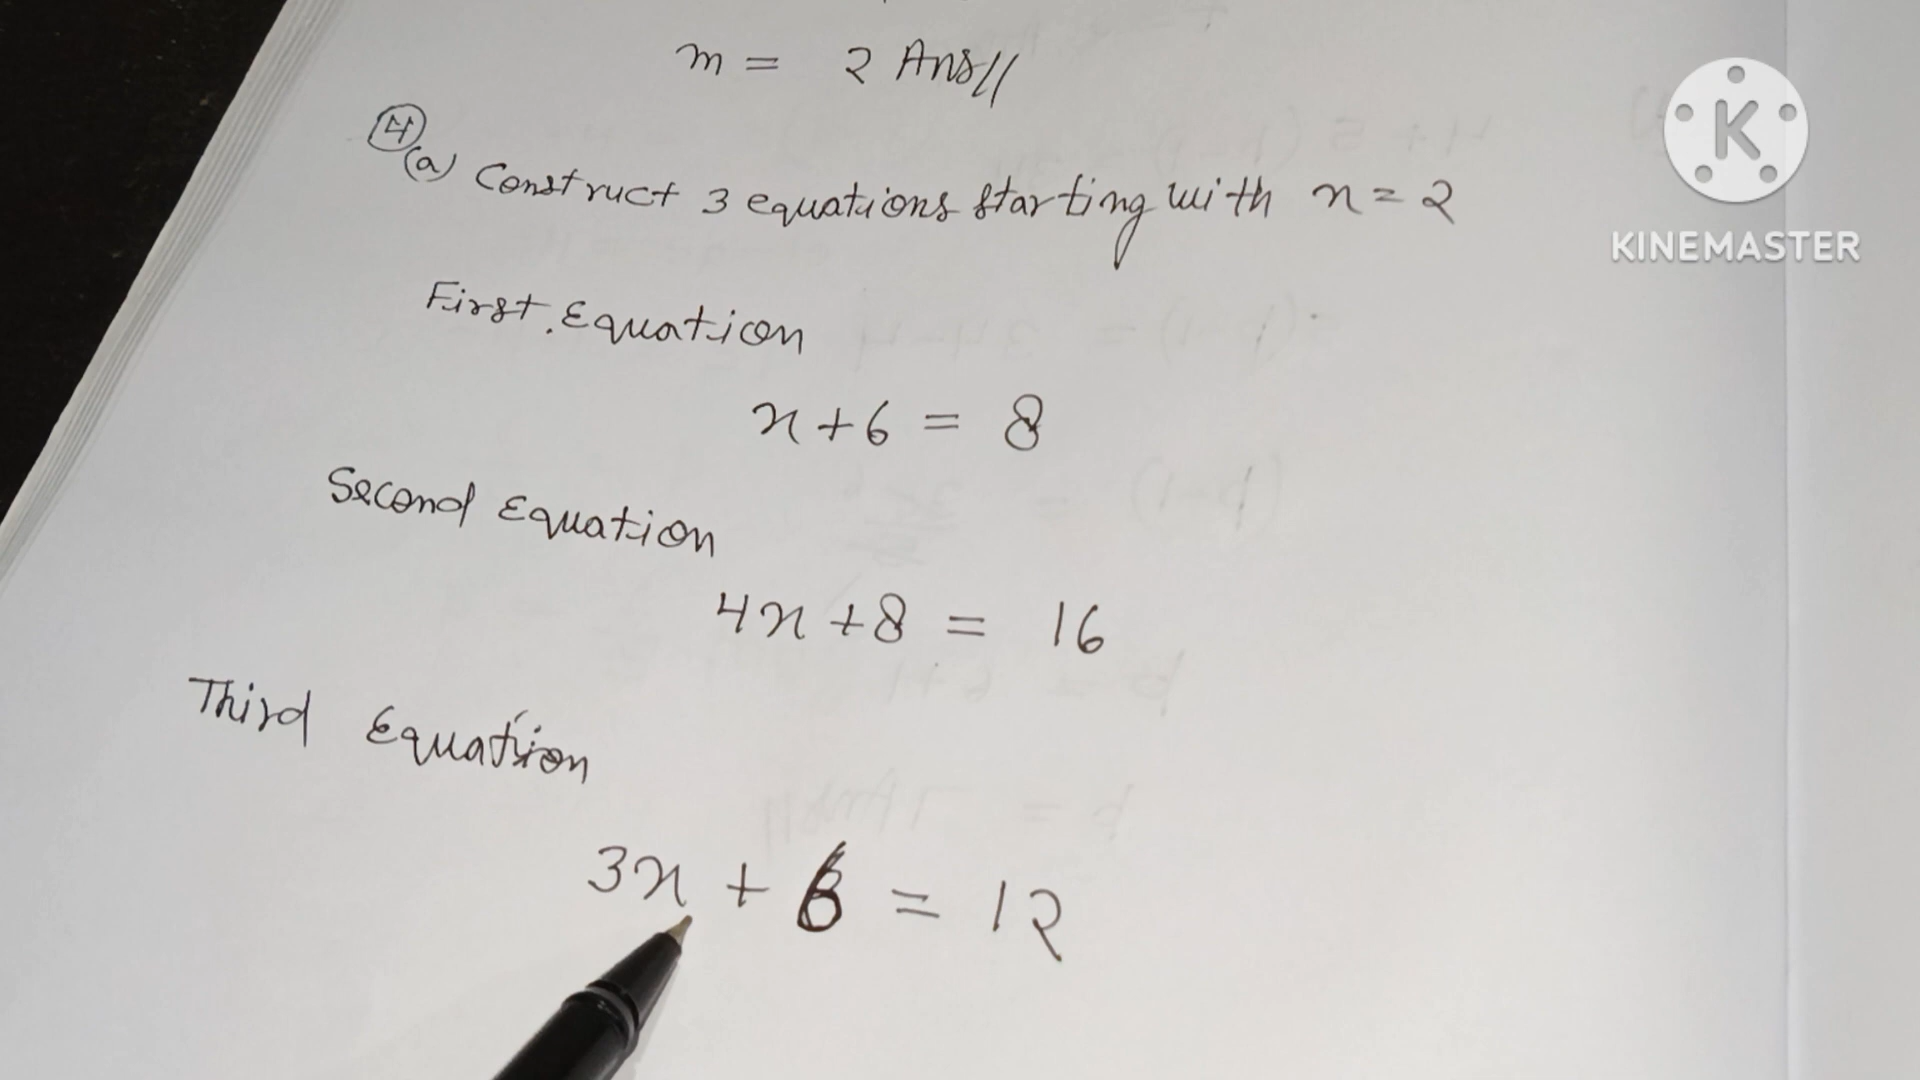 m = 2 Ans//
4
(a) Construct 3 equations starting with x = 2
First Equation
x + 6 = 8
Second Equation
4x + 8 = 16
Third Equation
3x + 6 = 12
K
KINEMASTER